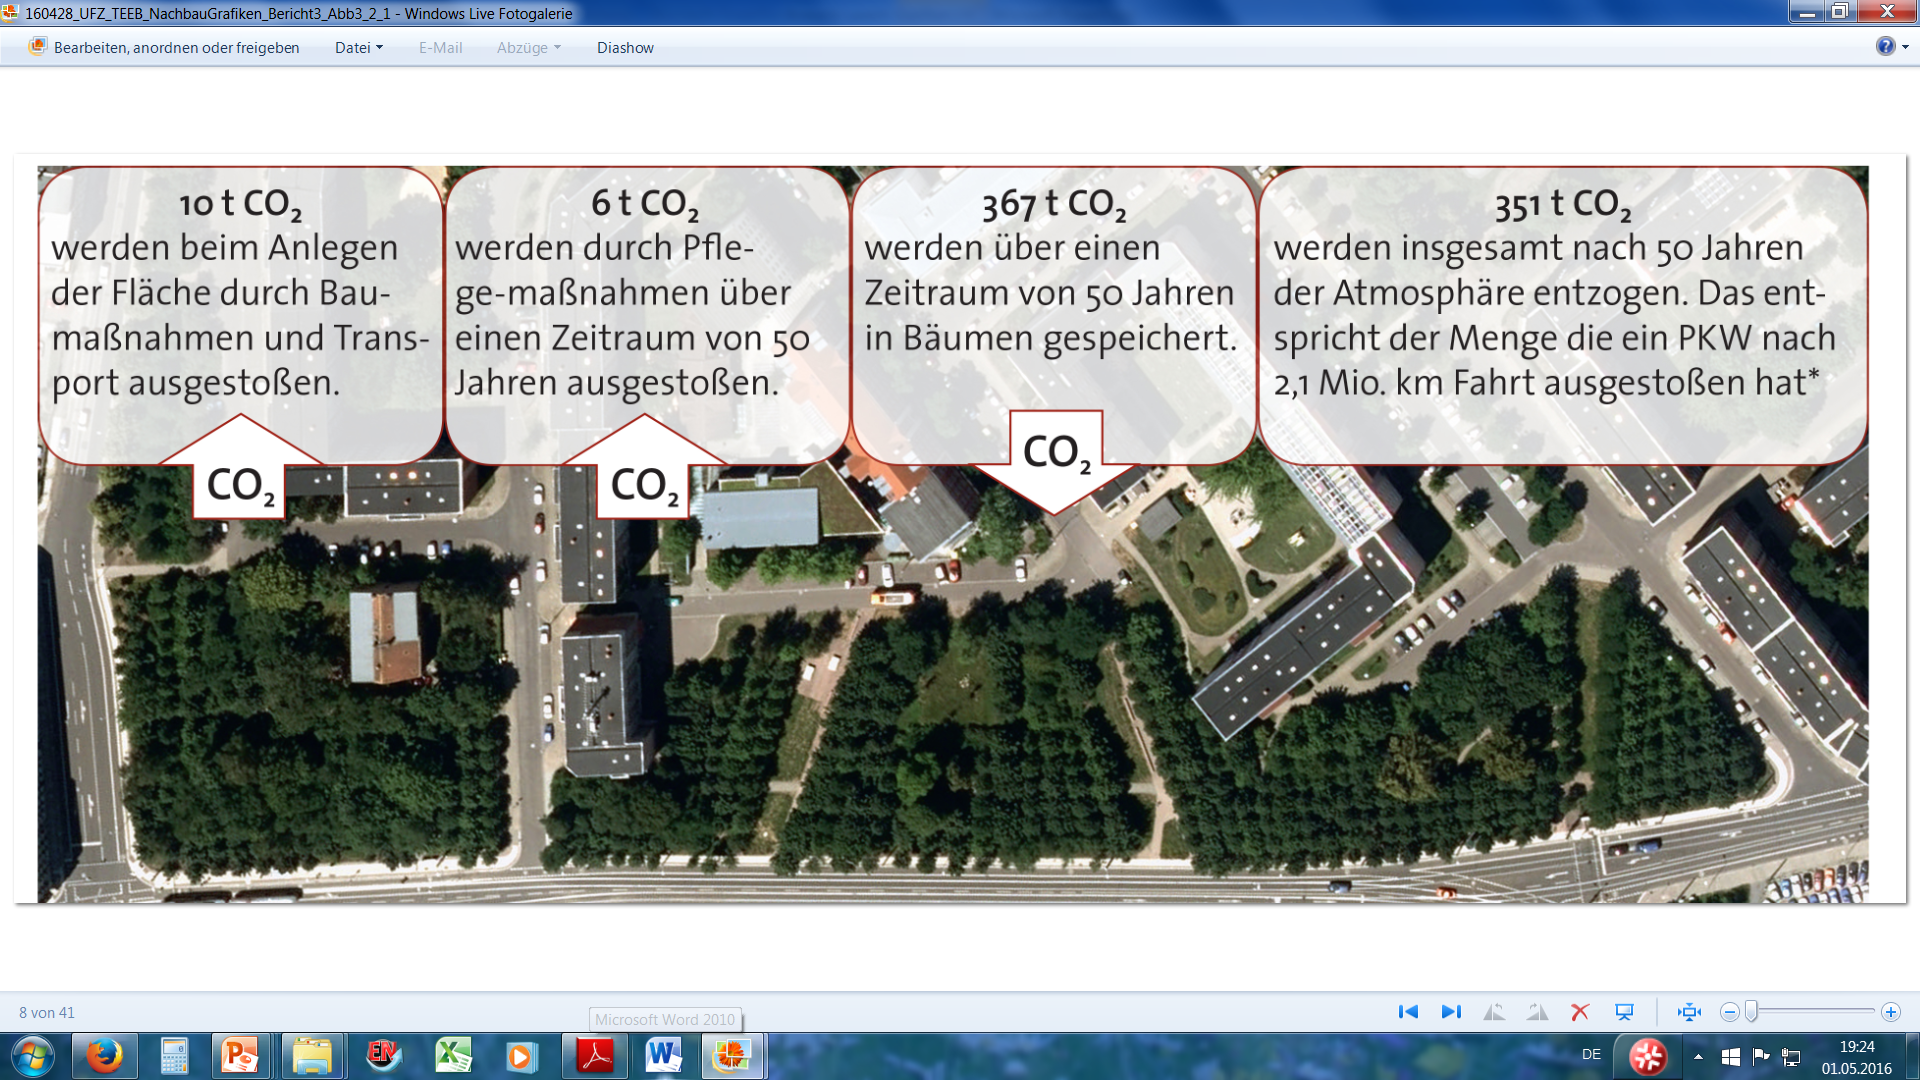 160428_UFZ_TEEB_NachbauGrafiken_Bericht3_Abb3_2_1 - Windows Live Fotogalerie
Bearbeiten, anordnen oder freigeben Datei E-Mail Abzüge Diashow
10 t CO₂
werden beim Anlegen
der Fläche durch Bau-
maßnahmen und Trans-
port ausgestoßen.
CO₂
6 t CO₂
werden durch Pfle-
ge-maßnahmen über
einen Zeitraum von 50
Jahren ausgestoßen.
CO₂
367 t CO₂
werden über einen
Zeitraum von 50 Jahren
in Bäumen gespeichert.
CO₂
351 t CO₂
werden insgesamt nach 50 Jahren
der Atmosphäre entzogen. Das ent-
spricht der Menge die ein PKW nach
2,1 Mio. km Fahrt ausgestoßen hat*
8 von 41
Microsoft Word 2010
DE
19:24
01.05.2016